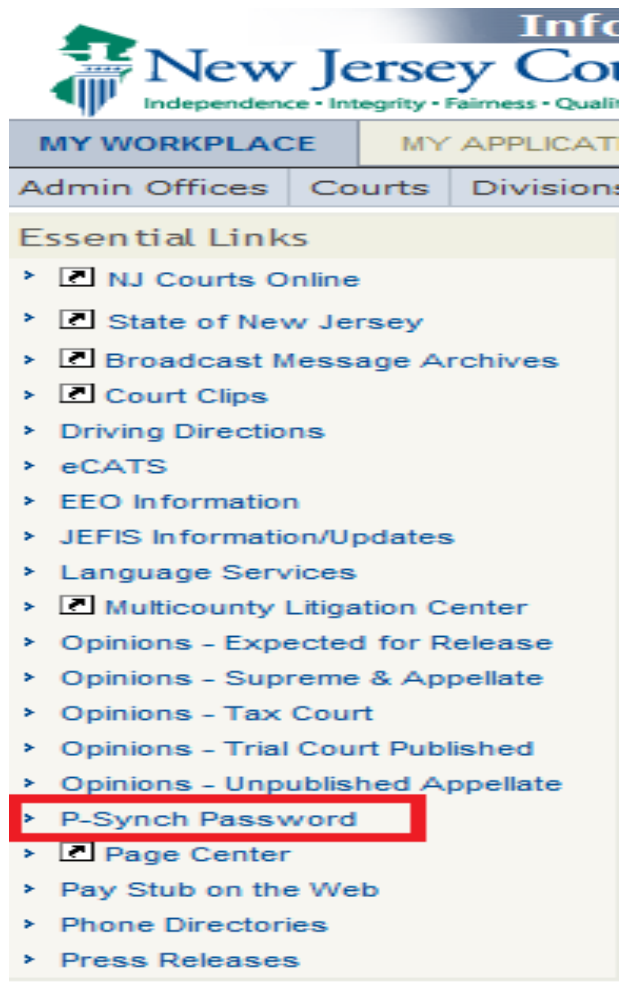 New Jersey
Independence • Integrity • Fairness •
MY WORKPLACE MY
Admin Offices Courts Divisions
Essential Links
NJ Courts Online
State of New Jersey
Broadcast Message Archives
Court Clips
Driving Directions
eCATS
EEO Information
JEFIS Information/Updates
Language Services
Multicounty Litigation Center
Opinions - Expected for Release
Opinions - Supreme & Appellate
Opinions - Tax Court
Opinions - Trial Court Published
Opinions - Unpublished Appellate
P-Synch Password
Page Center
Pay Stub on the Web
Phone Directories
Press Releases